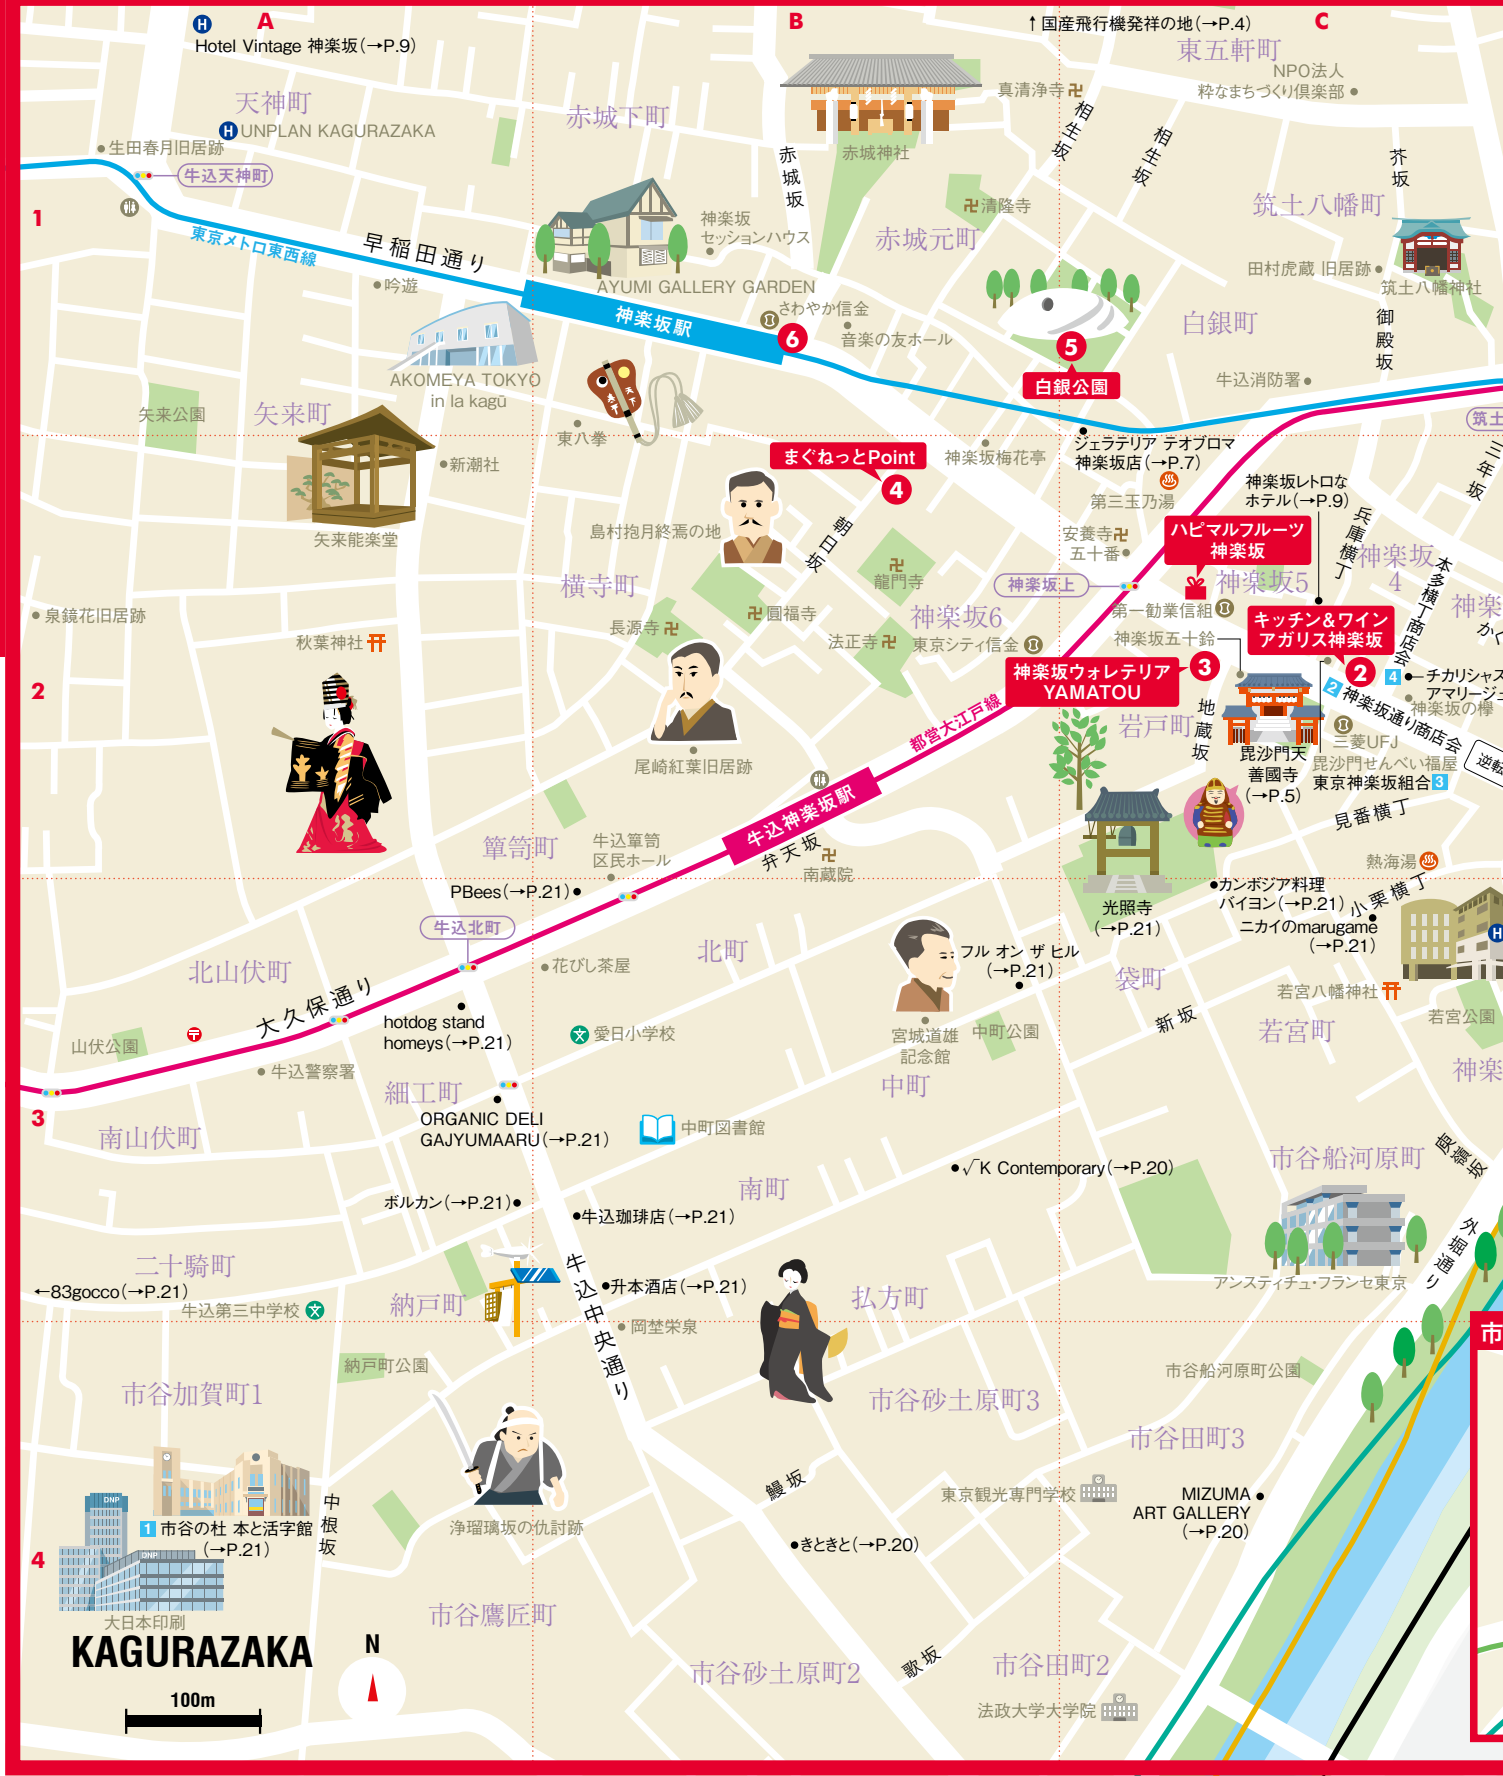 A
B
C
1
2
3
4
Hotel Vintage 神楽坂(→P.9)
↑国産飛行機発祥の地(→P.4)
東五軒町
NPO法人
粋なまちづくり倶楽部
天神町
UNPLAN KAGURAZAKA
赤城下町
真清浄寺
相生坂
相生坂
生田春月旧居跡
牛込天神町
赤城坂
赤城神社
芥坂
東京メトロ東西線
早稲田通り
神楽坂
セッションハウス
清隆寺
赤城元町
筑土八幡町
田村虎蔵 旧居跡
筑土八幡神社
吟遊
AYUMI GALLERY GARDEN
さわやか信金
音楽の友ホール
神楽坂駅
6
5
白銀公園
白銀町
御殿坂
牛込消防署
AKOMEYA TOKYO
in la kagū
矢来公園
矢来町
天下
東八拳
筑土
新潮社
矢来能楽堂
まぐねっとPoint
4
神楽坂梅花亭
ジェラテリア テオブロマ
神楽坂店(→P.7)
三年坂
第三玉乃湯
神楽坂レトロな
ホテル(→P.9)
島村抱月終焉の地
朝日坂
安養寺
五十番
ハピマルフルーツ
神楽坂
兵庫横丁
神楽坂
4
本多横丁商店会
横寺町
龍門寺
神楽坂上
神楽坂5
神楽
かく
泉鏡花旧居跡
秋葉神社
長源寺
圓福寺
法正寺
神楽坂6
東京シティ信金
第一勧業信組
神楽坂五十鈴
キッチン&ワイン
アガリス神楽坂
2
神楽坂ウォレテリア
YAMATOU
3
4
チカリシャス
アマリージュ
2
神楽坂通り商店会
神楽坂の欅
尾崎紅葉旧居跡
都営大江戸線
岩戸町
地蔵坂
毘沙門天
善國寺
(→P.5)
三菱UFJ
毘沙門せんべい福屋
東京神楽坂組合
3
逆転
見番横丁
牛込神楽坂駅
弁天坂
南蔵院
簞笥町
牛込簞笥
区民ホール
熱海湯
PBees(→P.21)
牛込北町
光照寺
(→P.21)
カンボジア料理
バイヨン(→P.21)
小栗横丁
ニカイのmarugame
(→P.21)
北山伏町
花びし茶屋
北町
フル オン ザ ヒル
(→P.21)
袋町
若宮八幡神社
若宮公園
大久保通り
山伏公園
hotdog stand
homeys(→P.21)
愛日小学校
宮城道雄
記念館
中町公園
新坂
若宮町
牛込警察署
細工町
中町
神楽
南山伏町
ORGANIC DELI
GAJYUMAARU(→P.21)
中町図書館
√K Contemporary(→P.20)
市谷船河原町
庾嶺坂
南町
ボルカン(→P.21)
牛込珈琲店(→P.21)
外堀通り
二十騎町
←83gocco(→P.21)
牛込第三中学校
納戸町
牛込中央通り
升本酒店(→P.21)
岡埜栄泉
払方町
アンスティチュ・フランセ東京
市
納戸町公園
市谷加賀町1
市谷砂土原町3
市谷船河原町公園
市谷田町3
DNP
DNP
1
市谷の杜 本と活字館
(→P.21)
中根坂
浄瑠璃坂の仇討跡
鰻坂
東京観光専門学校
MIZUMA
ART GALLERY
(→P.20)
きときと(→P.20)
大日本印刷
市谷鷹匠町
KAGURAZAKA
N
100m
市谷砂土原町2
歌坂
市谷田町2
法政大学大学院